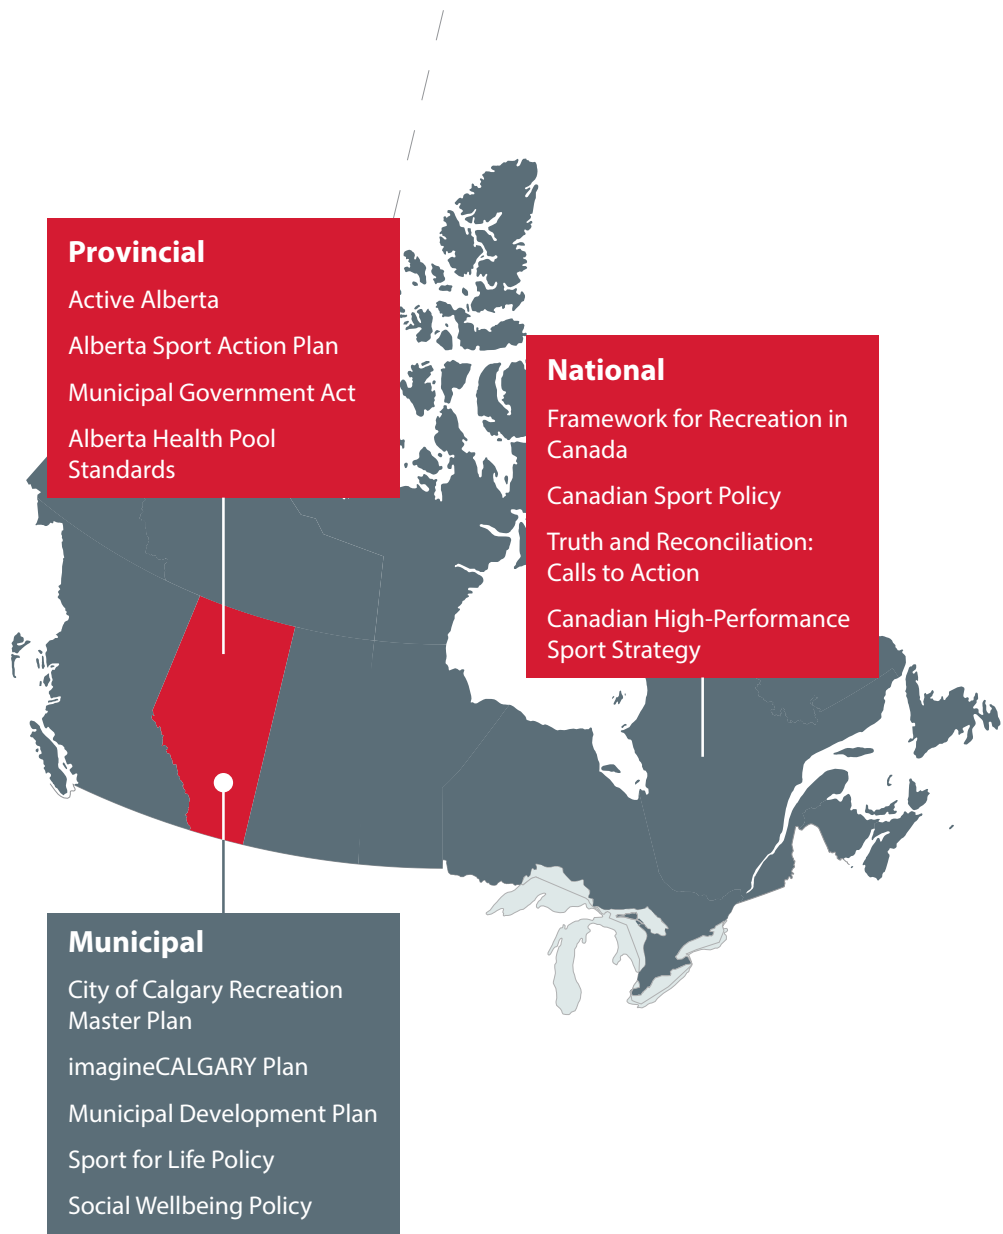 Provincial
Active Alberta
Alberta Sport Action Plan
Municipal Government Act
Alberta Health Pool
Standards
National
Framework for Recreation in
Canada
Canadian Sport Policy
Truth and Reconciliation:
Calls to Action
Canadian High-Performance
Sport Strategy
Municipal
City of Calgary Recreation
Master Plan
imagineCALGARY Plan
Municipal Development Plan
Sport for Life Policy
Social Wellbeing Policy